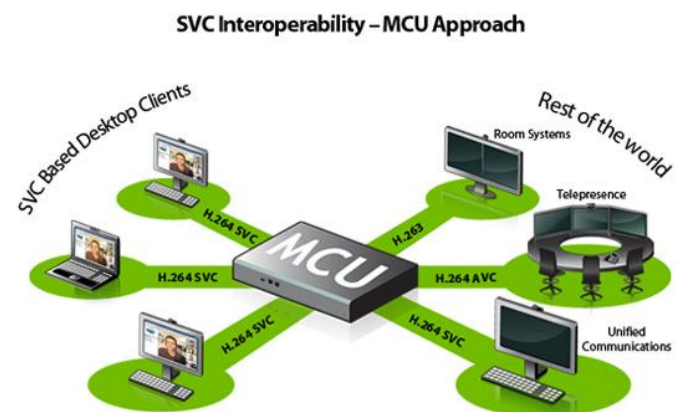 SVC Interoperability – MCU Approach
SVC Based Desktop Clients
Rest of the world
Room Systems
Telepresence
Unified
Communications
H.264 SVC
H.263
H.264 SVC
MCU
H.264 AVC
H.264 SVC
H.264 SVC